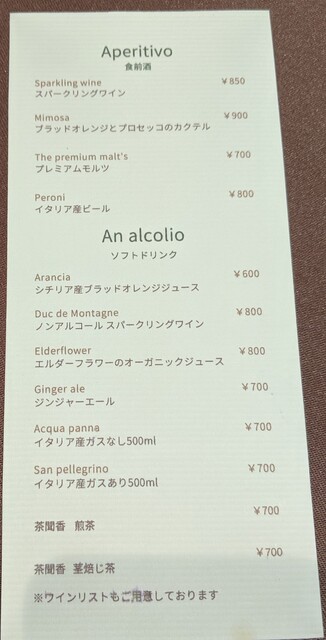 Aperitivo
食前酒
Sparkling wine ￥850
スパークリングワイン
Mimosa ￥900
ブラッドオレンジとプロセッコのカクテル
The premium malt's ￥700
プレミアムモルツ
Peroni ￥800
イタリア産ビール
An alcolio
ソフトドリンク
Arancia ￥600
シチリア産ブラッドオレンジジュース
Duc de Montagne ￥800
ノンアルコール スパークリングワイン
Elderflower ￥800
エルダーフラワーのオーガニックジュース
Ginger ale ￥700
ジンジャーエール
Acqua panna ￥700
イタリア産ガスなし500ml
San pellegrino ￥700
イタリア産ガスあり500ml
茶聞香 煎茶 ￥700
茶聞香 茎焙じ茶 ￥700
※ワインリストもご用意しております